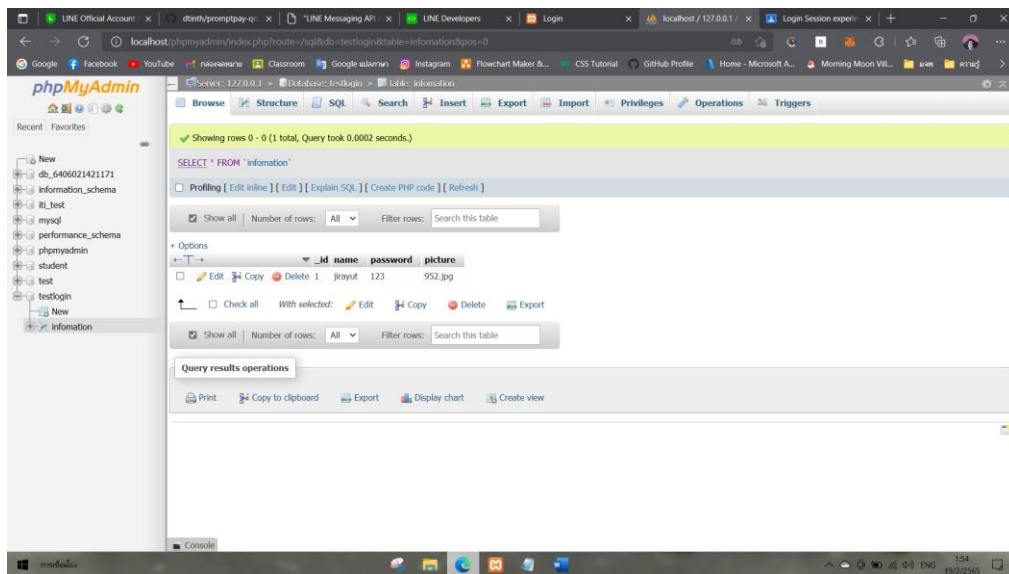 LINE Official Account
dtinth/promptpay-qr
"LINE Messaging API
LINE Developers
Login
localhost / 127.0.0.1 /
Login Session experin
localhost/phpmyadmin/index.php?route=/sql&db=testlogin&table=infomation&pos=0
Google Facebook YouTube Classroom Instagram Flowchart Maker &... CSS Tutorial GitHub Profile Home - Microsoft A... Morning Moon Vill...
phpMyAdmin
Recent Favorites
New
db_6406021421171
information_schema
iti_test
mysql
performance_schema
phpmyadmin
student
test
testlogin
New
infomation
Server: 127.0.0.1 » Database: testlogin » Table: infomation
Browse Structure SQL Search Insert Export Import Privileges Operations Triggers
Showing rows 0 - 0 (1 total, Query took 0.0002 seconds.)
SELECT * FROM `infomation`
Profiling [ Edit inline ] [ Edit ] [ Explain SQL ] [ Create PHP code ] [ Refresh ]
Show all | Number of rows: All Filter rows: Search this table
+ Options
←T→ ▼ _id name password picture
Edit Copy Delete 1 jirayut 123 952.jpg
Check all With selected: Edit Copy Delete Export
Show all | Number of rows: All Filter rows: Search this table
Query results operations
Print Copy to clipboard Export Display chart Create view
Console
ENG
1:54
19/2/2565